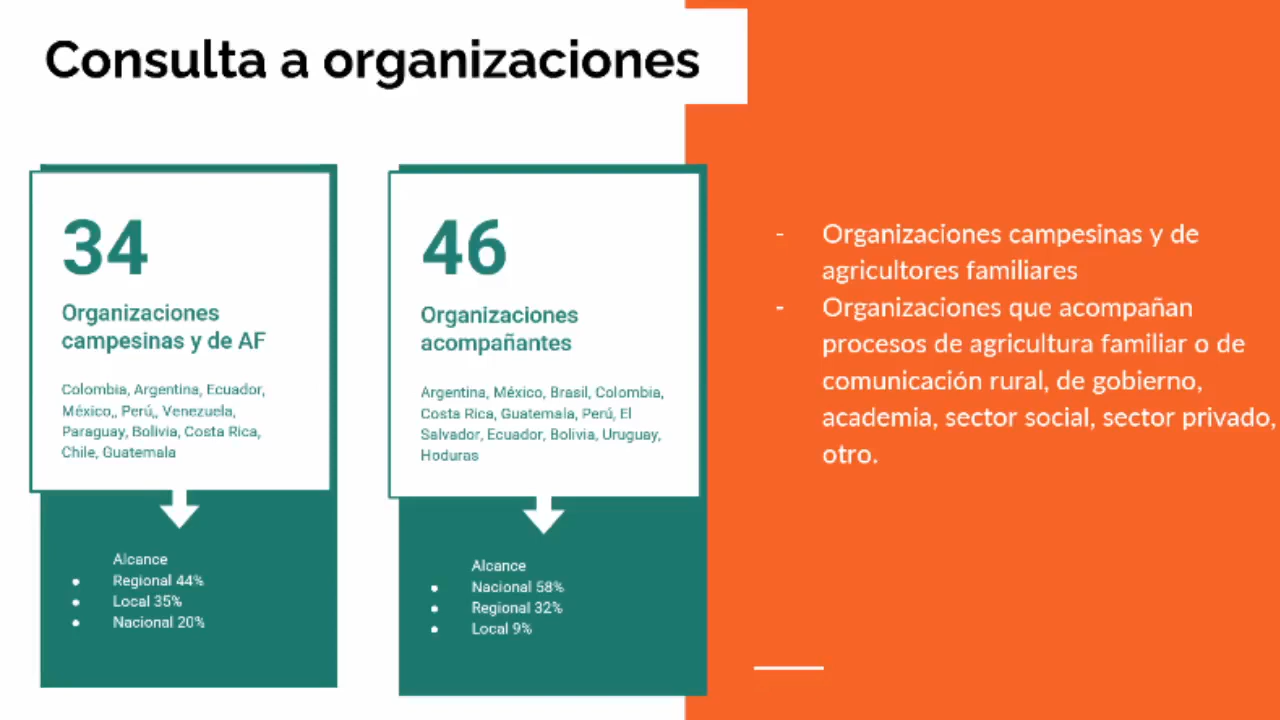 Consulta a organizaciones
34
Organizaciones
campesinas y de AF
Colombia, Argentina, Ecuador,
México,, Perú,, Venezuela,
Paraguay, Bolivia, Costa Rica,
Chile, Guatemala
Alcance
● Regional 44%
● Local 35%
● Nacional 20%
46
Organizaciones
acompañantes
Argentina, México, Brasil, Colombia,
Costa Rica, Guatemala, Perú, El
Salvador, Ecuador, Bolivia, Uruguay,
Hoduras
Alcance
● Nacional 58%
● Regional 32%
● Local 9%
- Organizaciones campesinas y de
agricultores familiares
- Organizaciones que acompañan
procesos de agricultura familiar o de
comunicación rural, de gobierno,
academia, sector social, sector privado,
otro.